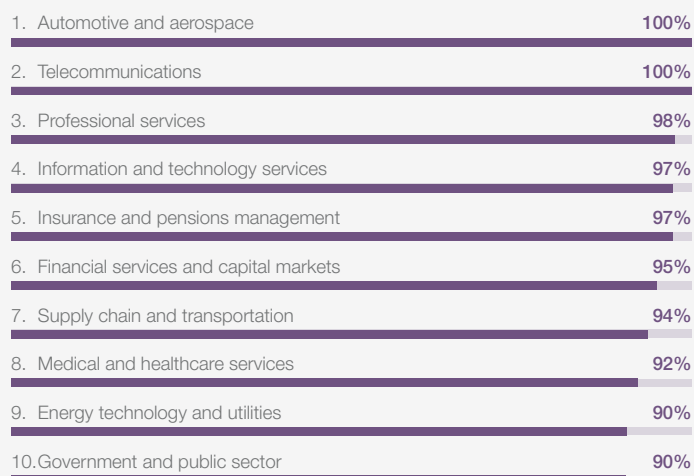 1. Automotive and aerospace 100%
2. Telecommunications 100%
3. Professional services 98%
4. Information and technology services 97%
5. Insurance and pensions management 97%
6. Financial services and capital markets 95%
7. Supply chain and transportation 94%
8. Medical and healthcare services 92%
9. Energy technology and utilities 90%
10.Government and public sector 90%